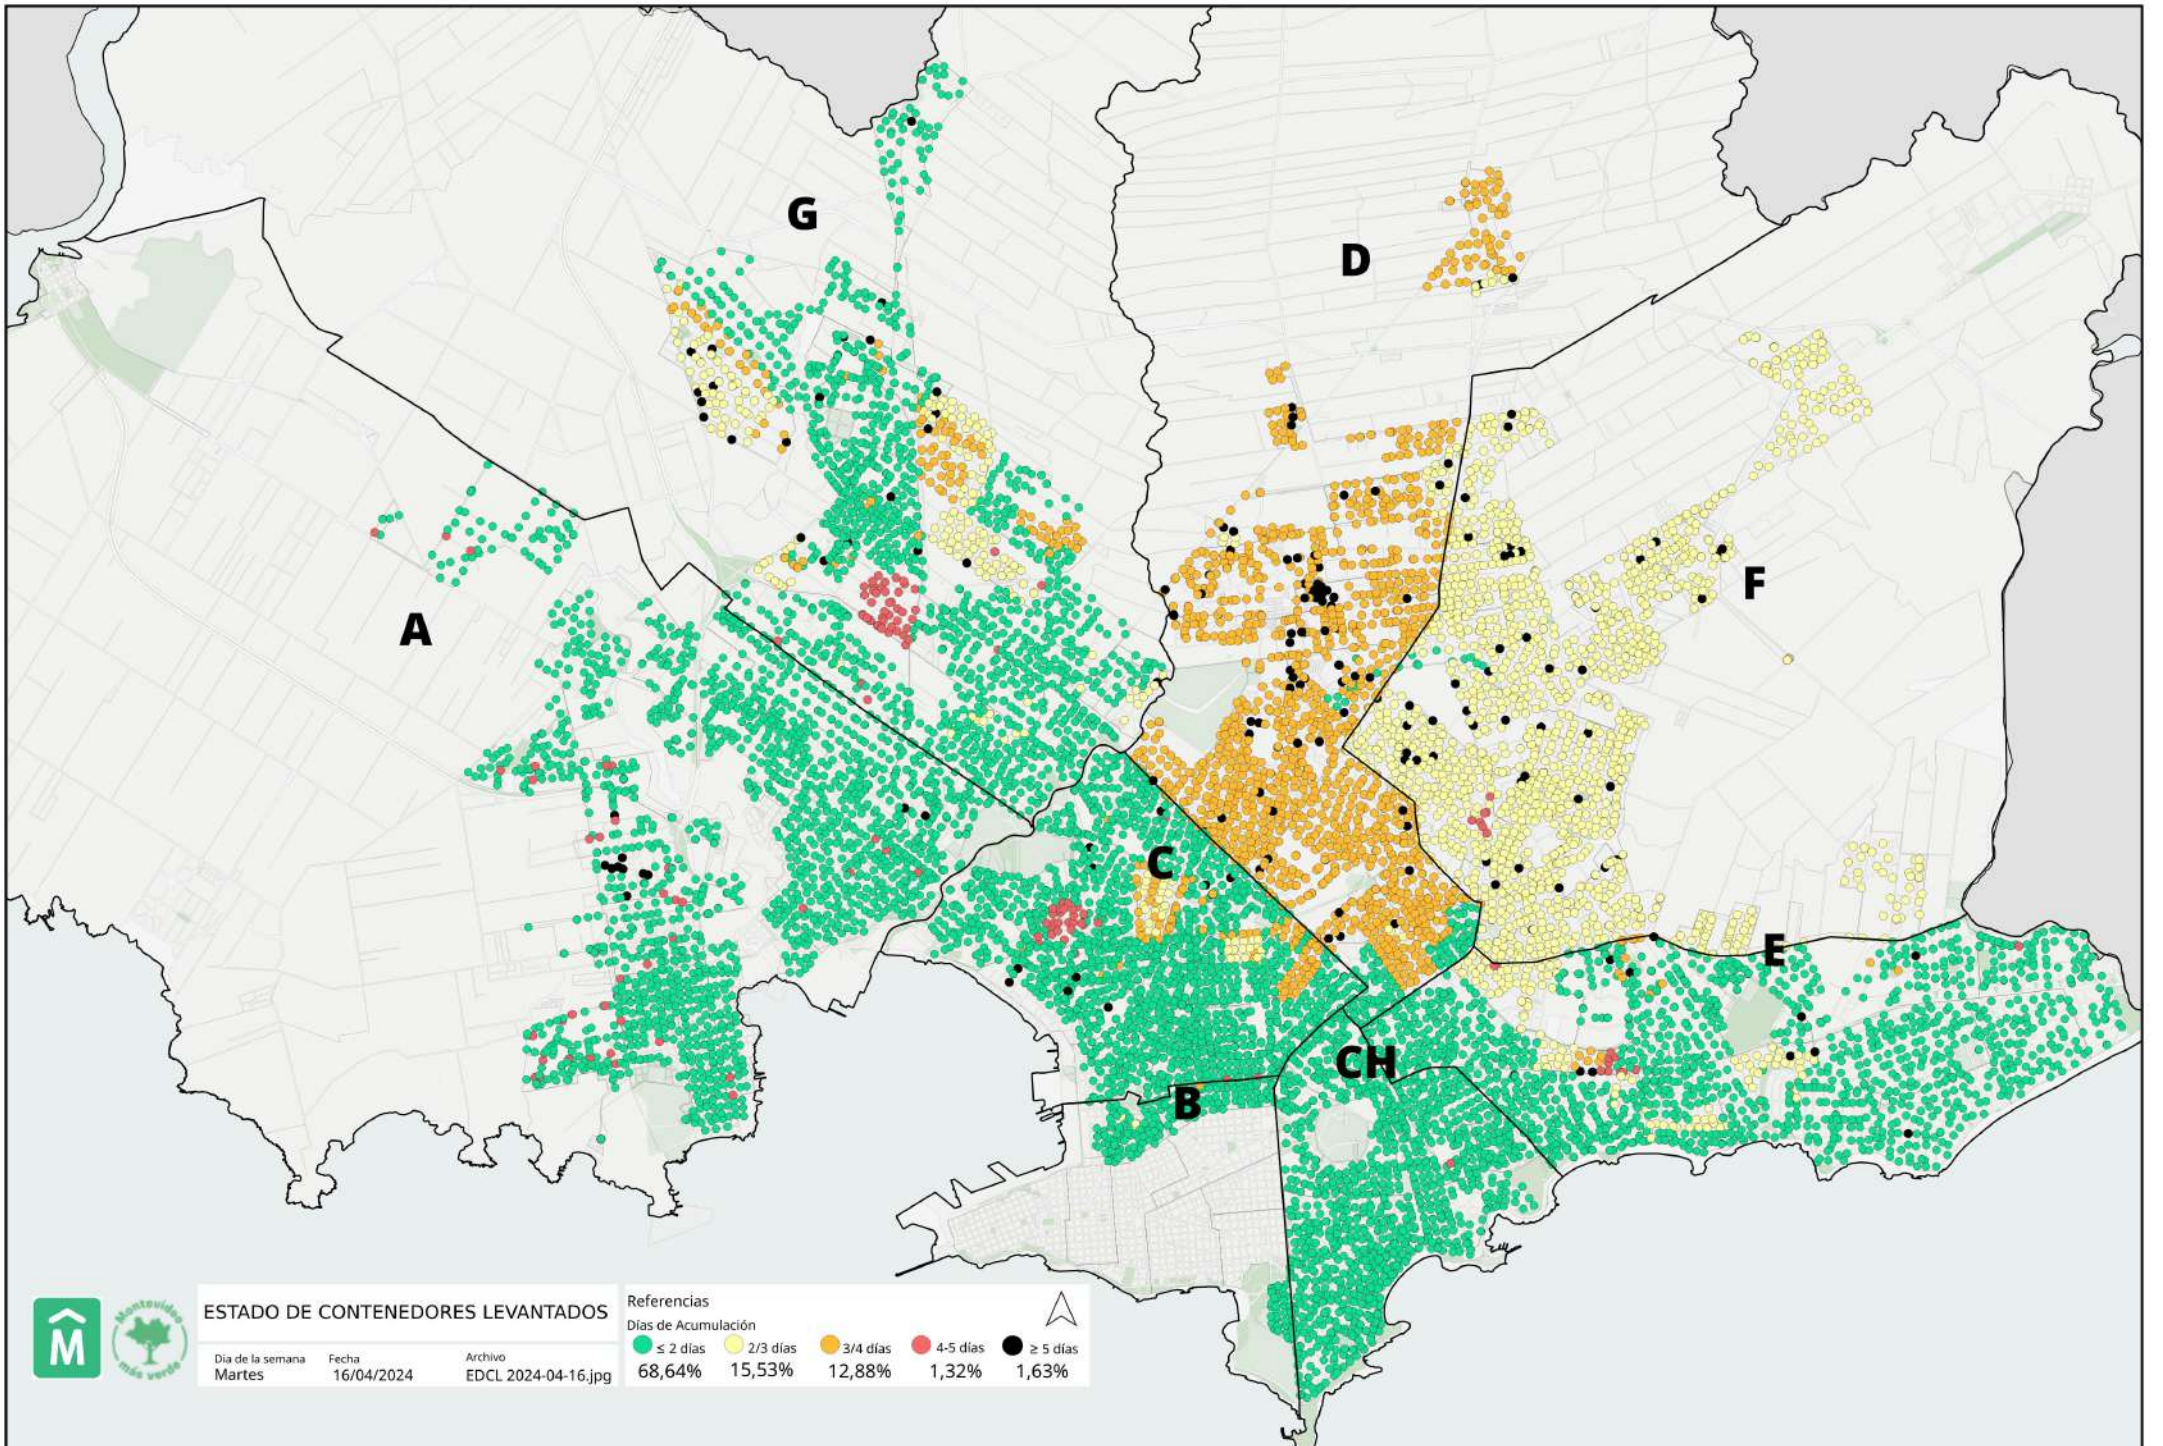 G
D
F
A
C
E
CH
B
M
Montevideo
más verde
ESTADO DE CONTENEDORES LEVANTADOS
Dia de la semana
Martes
Fecha
16/04/2024
Archivo
EDCL 2024-04-16.jpg
Referencias
Días de Acumulación
≤ 2 días
2/3 días
3/4 días
4-5 días
≥ 5 días
68,64%
15,53%
12,88%
1,32%
1,63%